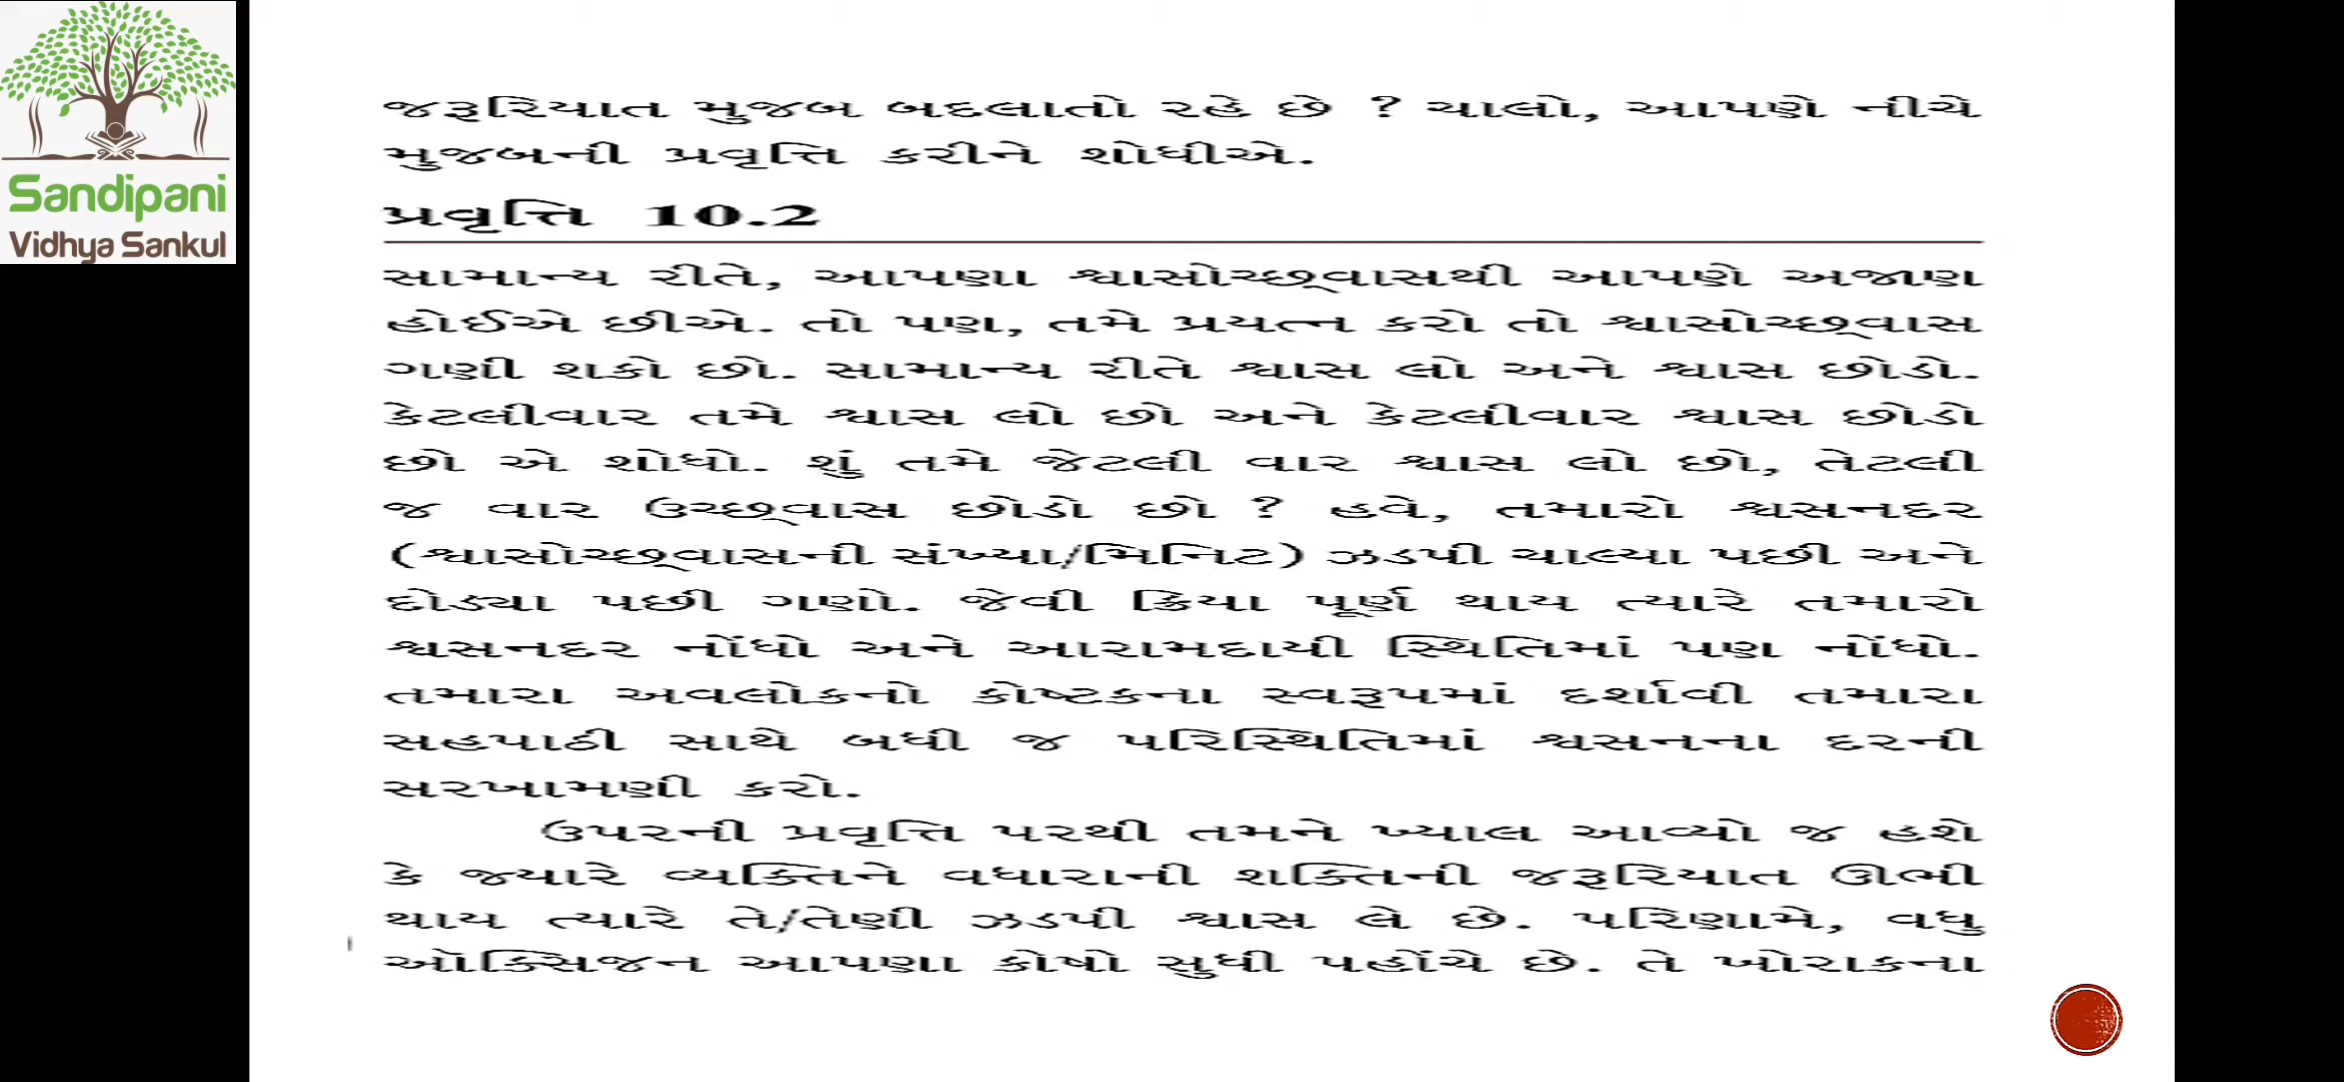 Sandipani
Vidhya Sankul
જરૂરિયાત મુજબ બદલાતો રહે છે ? ચાલો, આપણે નીચે
મુજબની પ્રવૃત્તિ કરીને શોધીએ.
પ્રવૃત્તિ 10.2
સામાન્ય રીતે, આપણા શ્વાસોચ્છ્વાસથી આપણે અજાણ
હોઈએ છીએ. તો પણ, તમે પ્રયત્ન કરો તો શ્વાસોચ્છ્વાસ
ગણી શકો છો. સામાન્ય રીતે શ્વાસ લો અને શ્વાસ છોડો.
કેટલીવાર તમે શ્વાસ લો છો અને કેટલીવાર શ્વાસ છોડો
છો એ શોધો. શું તમે જેટલી વાર શ્વાસ લો છો, તેટલી
જ વાર ઉચ્છ્વાસ છોડો છો ? હવે, તમારો શ્વસનદર
(શ્વાસોચ્છ્વાસની સંખ્યા/મિનિટ) ઝડપી ચાલ્યા પછી અને
દોડ્યા પછી ગણો. જેવી ક્રિયા પૂર્ણ થાય ત્યારે તમારો
શ્વસનદર નોંધો અને આરામદાયી સ્થિતિમાં પણ નોંધો.
તમારા અવલોકનો કોષ્ટકના સ્વરૂપમાં દર્શાવી તમારા
સહપાઠી સાથે બધી જ પરિસ્થિતિમાં શ્વસનના દરની
સરખામણી કરો.
ઉપરની પ્રવૃત્તિ પરથી તમને ખ્યાલ આવ્યો જ હશે
કે જ્યારે વ્યક્તિને વધારાની શક્તિની જરૂરિયાત ઊભી
થાય ત્યારે તે/તેણી ઝડપી શ્વાસ લે છે. પરિણામે, વધુ
ઑક્સિજન આપણા કોષો સુધી પહોંચે છે. તે ખોરાકના